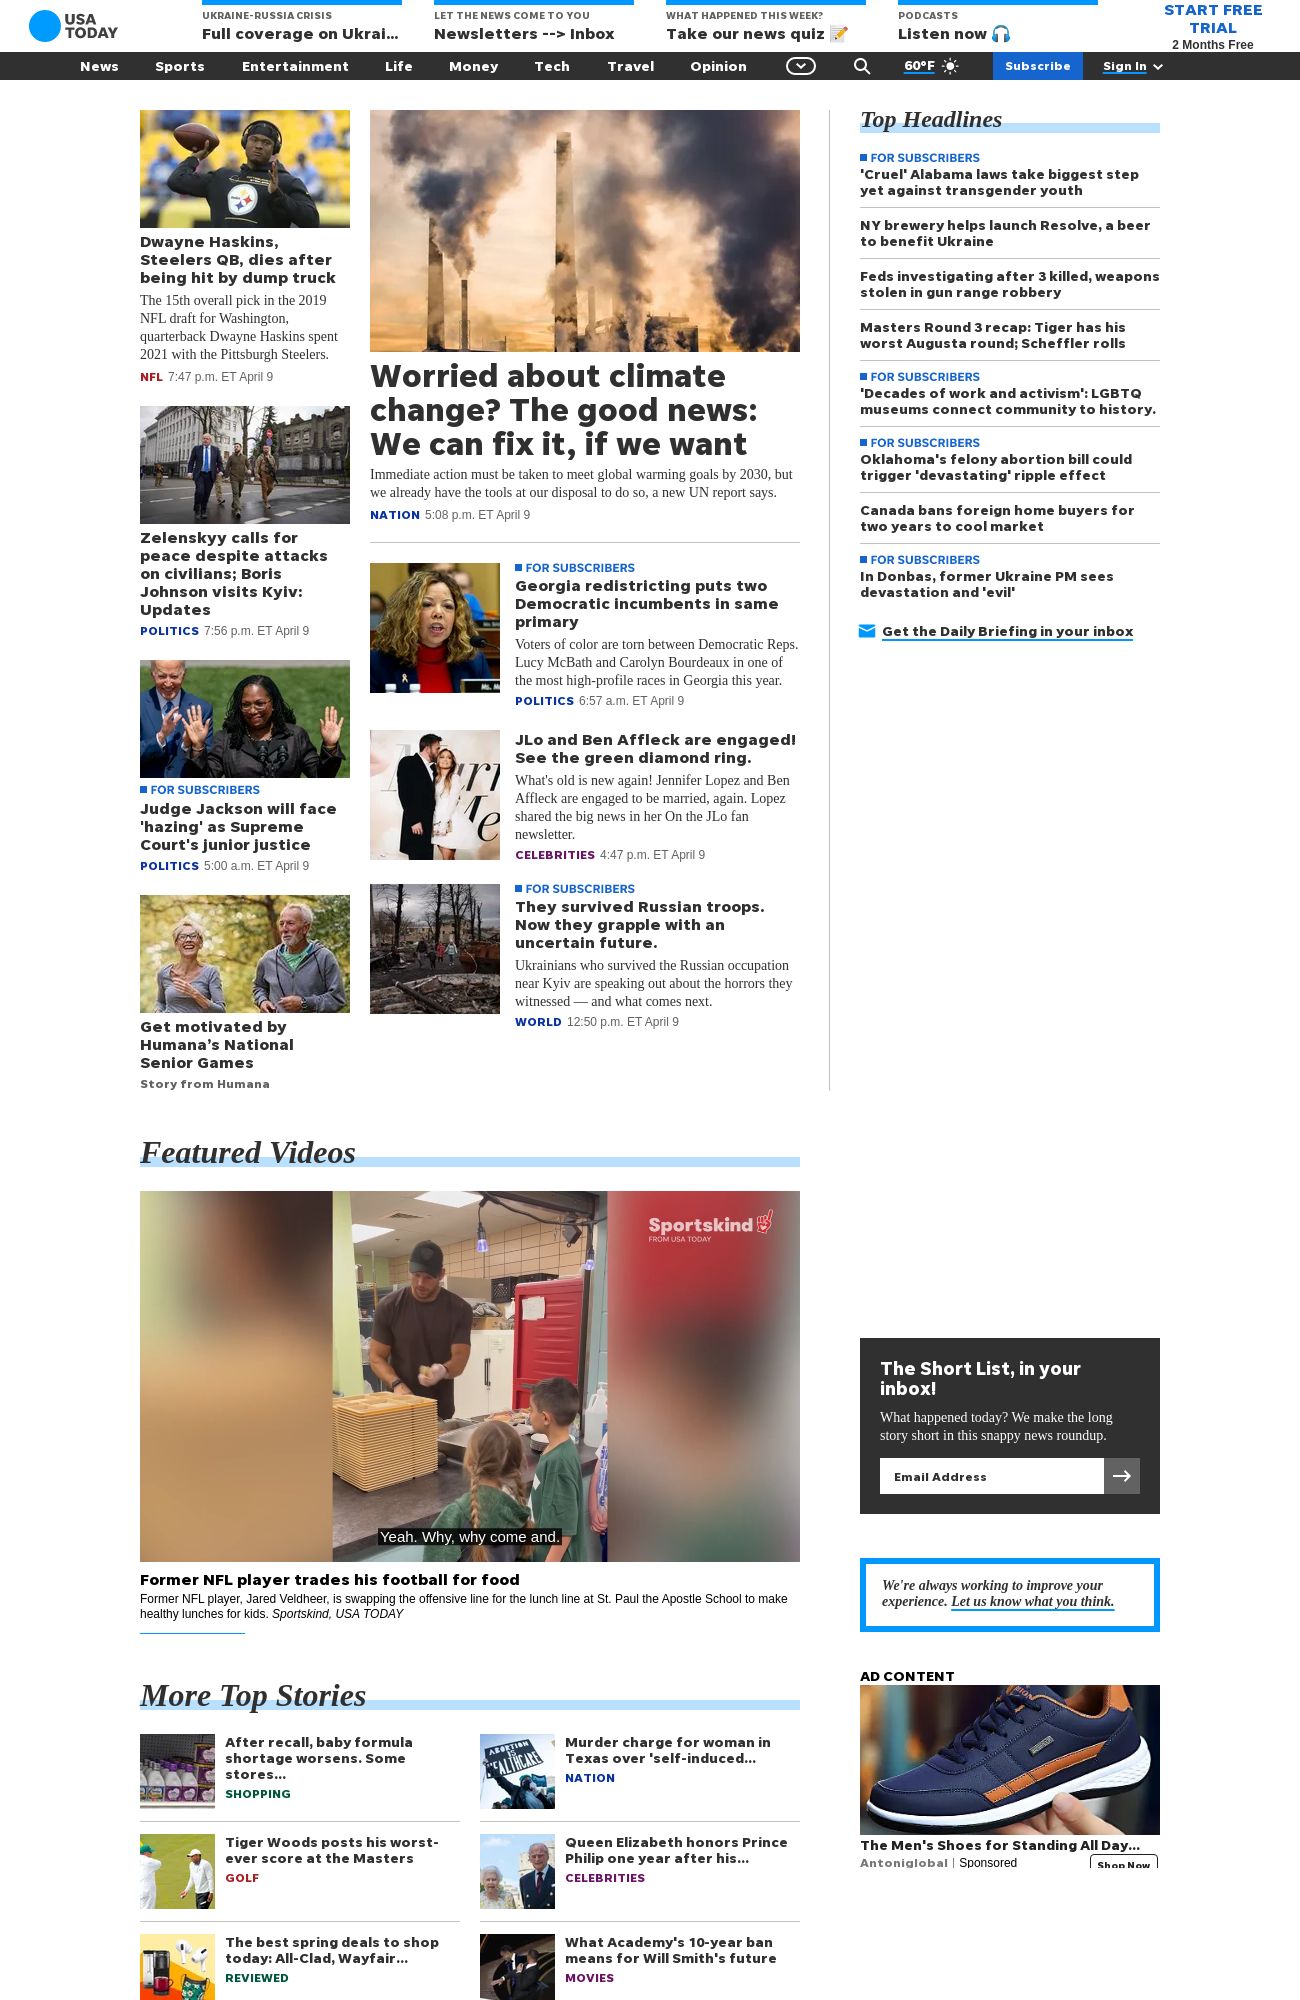 USA
TODAY
UKRAINE-RUSSIA CRISIS
Full coverage on Ukrai...
LET THE NEWS COME TO YOU
Newsletters --> Inbox
WHAT HAPPENED THIS WEEK?
Take our news quiz 📝
PODCASTS
Listen now 🎧
START FREE
TRIAL
2 Months Free
News Sports Entertainment Life Money Tech Travel Opinion 60°F Subscribe Sign In
Dwayne Haskins,
Steelers QB, dies after
being hit by dump truck
The 15th overall pick in the 2019
NFL draft for Washington,
quarterback Dwayne Haskins spent
2021 with the Pittsburgh Steelers.
NFL 7:47 p.m. ET April 9
Zelenskyy calls for
peace despite attacks
on civilians; Boris
Johnson visits Kyiv:
Updates
POLITICS 7:56 p.m. ET April 9
FOR SUBSCRIBERS
Judge Jackson will face
'hazing' as Supreme
Court's junior justice
POLITICS 5:00 a.m. ET April 9
Get motivated by
Humana’s National
Senior Games
Story from Humana
Worried about climate
change? The good news:
We can fix it, if we want
Immediate action must be taken to meet global warming goals by 2030, but
we already have the tools at our disposal to do so, a new UN report says.
NATION 5:08 p.m. ET April 9
FOR SUBSCRIBERS
Georgia redistricting puts two
Democratic incumbents in same
primary
Voters of color are torn between Democratic Reps.
Lucy McBath and Carolyn Bourdeaux in one of
the most high-profile races in Georgia this year.
POLITICS 6:57 a.m. ET April 9
JLo and Ben Affleck are engaged!
See the green diamond ring.
What's old is new again! Jennifer Lopez and Ben
Affleck are engaged to be married, again. Lopez
shared the big news in her On the JLo fan
newsletter.
CELEBRITIES 4:47 p.m. ET April 9
FOR SUBSCRIBERS
They survived Russian troops.
Now they grapple with an
uncertain future.
Ukrainians who survived the Russian occupation
near Kyiv are speaking out about the horrors they
witnessed — and what comes next.
WORLD 12:50 p.m. ET April 9
Top Headlines
FOR SUBSCRIBERS
'Cruel' Alabama laws take biggest step
yet against transgender youth
NY brewery helps launch Resolve, a beer
to benefit Ukraine
Feds investigating after 3 killed, weapons
stolen in gun range robbery
Masters Round 3 recap: Tiger has his
worst Augusta round; Scheffler rolls
FOR SUBSCRIBERS
'Decades of work and activism': LGBTQ
museums connect community to history.
FOR SUBSCRIBERS
Oklahoma's felony abortion bill could
trigger 'devastating' ripple effect
Canada bans foreign home buyers for
two years to cool market
FOR SUBSCRIBERS
In Donbas, former Ukraine PM sees
devastation and 'evil'
Get the Daily Briefing in your inbox
Featured Videos
Sportskind
FROM USA TODAY
Yeah. Why, why come and.
Former NFL player trades his football for food
Former NFL player, Jared Veldheer, is swapping the offensive line for the lunch line at St. Paul the Apostle School to make
healthy lunches for kids. Sportskind, USA TODAY
The Short List, in your
inbox!
What happened today? We make the long
story short in this snappy news roundup.
Email Address
We're always working to improve your
experience. Let us know what you think.
AD CONTENT
The Men's Shoes for Standing All Day...
Antoniglobal | Sponsored
Shop Now
More Top Stories
After recall, baby formula
shortage worsens. Some
stores...
SHOPPING
Murder charge for woman in
Texas over 'self-induced...
NATION
ABORTION
IS
HEALTHCARE
Tiger Woods posts his worst-
ever score at the Masters
GOLF
Queen Elizabeth honors Prince
Philip one year after his...
CELEBRITIES
The best spring deals to shop
today: All-Clad, Wayfair...
REVIEWED
What Academy's 10-year ban
means for Will Smith's future
MOVIES